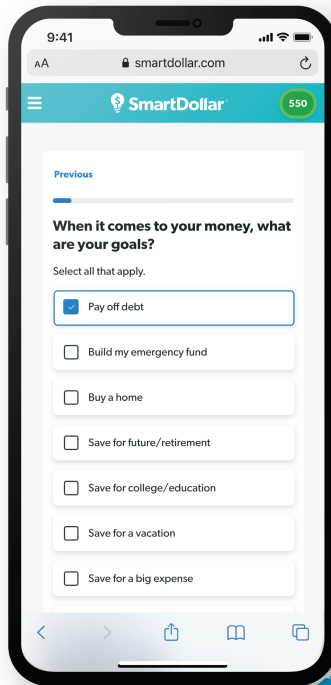 9:41
AA smartdollar.com
SmartDollar
550
Previous
When it comes to your money, what
are your goals?
Select all that apply.
Pay off debt
Build my emergency fund
Buy a home
Save for future/retirement
Save for college/education
Save for a vacation
Save for a big expense